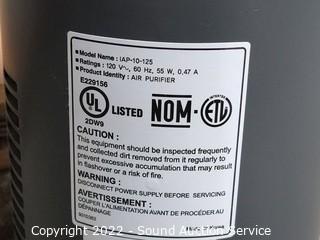 • Model Name : IAP-10-125
• Ratings : 120 V~, 60 Hz, 55 W, 0,47 A
• Product Identity : AIR PURIFIER
E229156
UL LISTED NOM- INTERTEK ETL
2DW9
CAUTION :
This equipment should be inspected frequently
and collected dirt removed from it regularly to
prevent excessive accumulation that may result
in flashover or a risk of fire.
WARNING :
DISCONNECT POWER SUPPLY BEFORE SERVICING
AVERTISSEMENT :
COUPER L'ALIMENTATION AVANT DE PROCÉDER AU
DÉPANNAGE
Copyright 2022 - Sound Auction Service